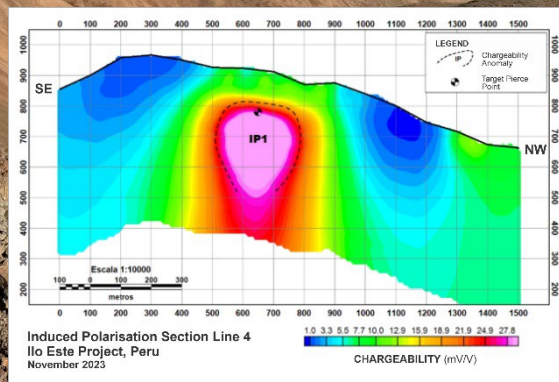 0 100 200 300 400 500 600 700 800 900 1000 1100 1200 1300 1400 1500
1000
900
800
700
600
500
400
300
200
SE
NW
LEGEND
IP
Chargeability
Anomaly
Target Pierce
Point
IP1
1000
900
800
700
600
500
400
300
200
Escala 1:10000
100 0 100 200 300
metros
0 100 200 300 400 500 600 700 800 900 1000 1100 1200 1300 1400 1500
Induced Polarisation Section Line 4
Ilo Este Project, Peru
November 2023
1.0 3.3 5.5 7.7 10.0 12.9 15.9 18.9 21.9 24.9 27.8
CHARGEABILITY (mV/V)